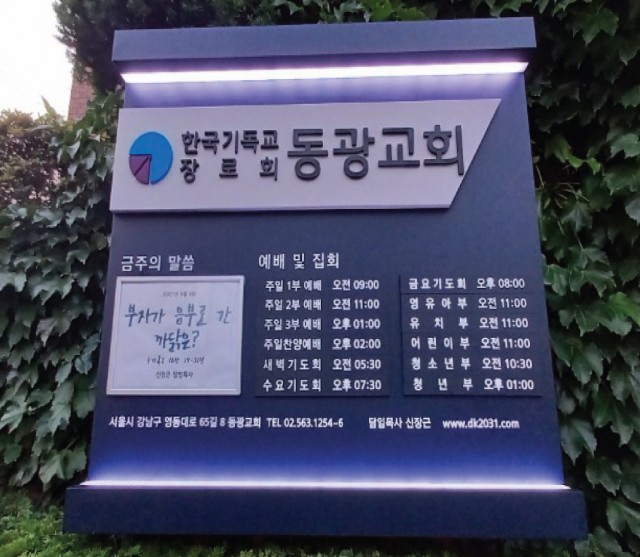 한국기독교
장로회 동광교회
금주의 말씀
부자가 음부로 간
까닭은?
신장근 담임목사
예배 및 집회
주일 1부 예배 오전 09:00
주일 2부 예배 오전 11:00
주일 3부 예배 오후 01:00
주일찬양예배 오후 02:00
새벽기도회 오전 05:30
수요기도회 오후 07:30
금요기도회 오후 08:00
영유아부 오전 11:00
유치부 오전 11:00
어린이부 오전 11:00
청소년부 오전 10:30
청년부 오후 01:00
서울시 강남구 영동대로 65길 8 동광교회 TEL 02.563.1254~6 담임목사 신장근 www.dk2031.com